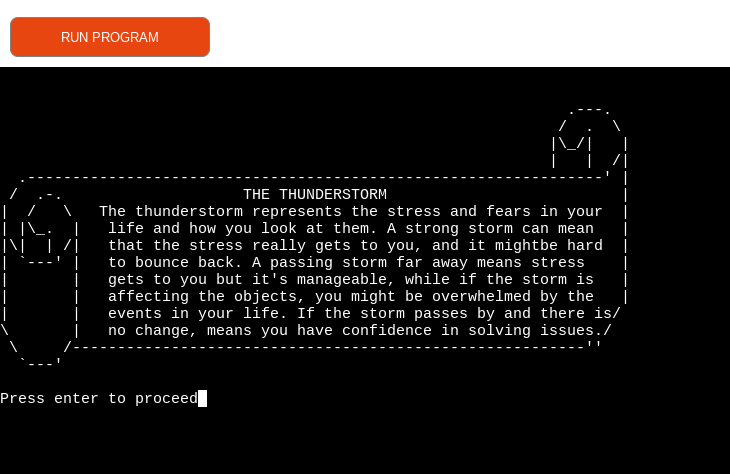 RUN PROGRAM
THE THUNDERSTORM
The thunderstorm represents the stress and fears in your
life and how you look at them. A strong storm can mean
that the stress really gets to you, and it mightbe hard
to bounce back. A passing storm far away means stress
gets to you but it's manageable, while if the storm is
affecting the objects, you might be overwhelmed by the
events in your life. If the storm passes by and there is
no change, means you have confidence in solving issues.
Press enter to proceed